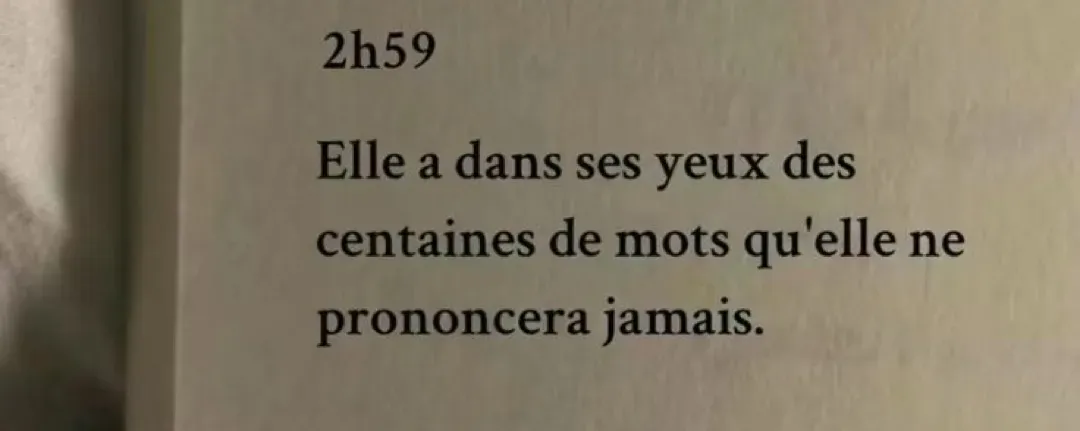 2h59
Elle a dans ses yeux des
centaines de mots qu'elle ne
prononcera jamais.